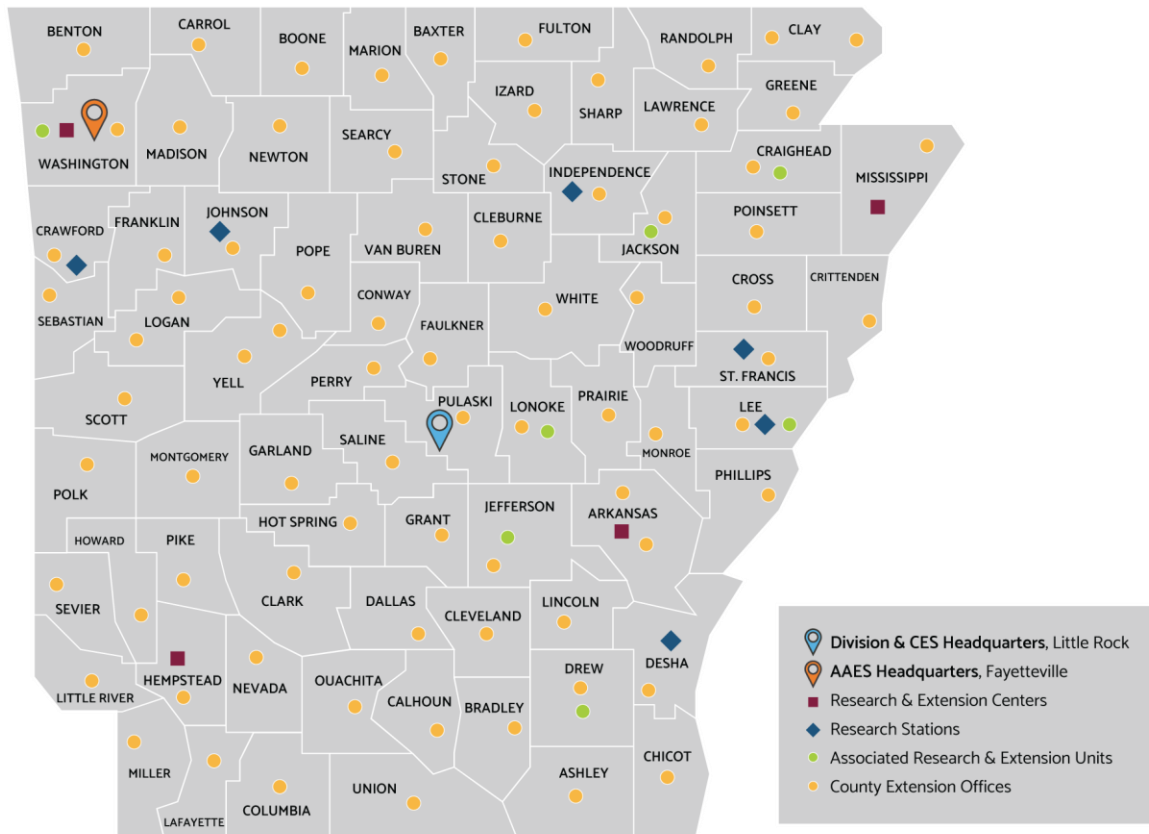 BENTON
CARROL
BOONE
MARION
BAXTER
FULTON
RANDOLPH
CLAY
IZARD
SHARP
LAWRENCE
GREENE
WASHINGTON
MADISON
NEWTON
SEARCY
STONE
INDEPENDENCE
CRAIGHEAD
MISSISSIPPI
CRAWFORD
FRANKLIN
JOHNSON
POPE
VAN BUREN
CLEBURNE
JACKSON
POINSETT
SEBASTIAN
LOGAN
CONWAY
FAULKNER
WHITE
WOODRUFF
CROSS
CRITTENDEN
YELL
PERRY
ST. FRANCIS
SCOTT
PULASKI
LONOKE
PRAIRIE
LEE
MONTGOMERY
GARLAND
SALINE
MONROE
POLK
PHILLIPS
HOT SPRING
GRANT
JEFFERSON
ARKANSAS
HOWARD
PIKE
SEVIER
CLARK
DALLAS
CLEVELAND
LINCOLN
LITTLE RIVER
HEMPSTEAD
NEVADA
OUACHITA
CALHOUN
BRADLEY
DREW
DESHA
MILLER
LAFAYETTE
COLUMBIA
UNION
ASHLEY
CHICOT
Division & CES Headquarters, Little Rock
AAES Headquarters, Fayetteville
Research & Extension Centers
Research Stations
Associated Research & Extension Units
County Extension Offices